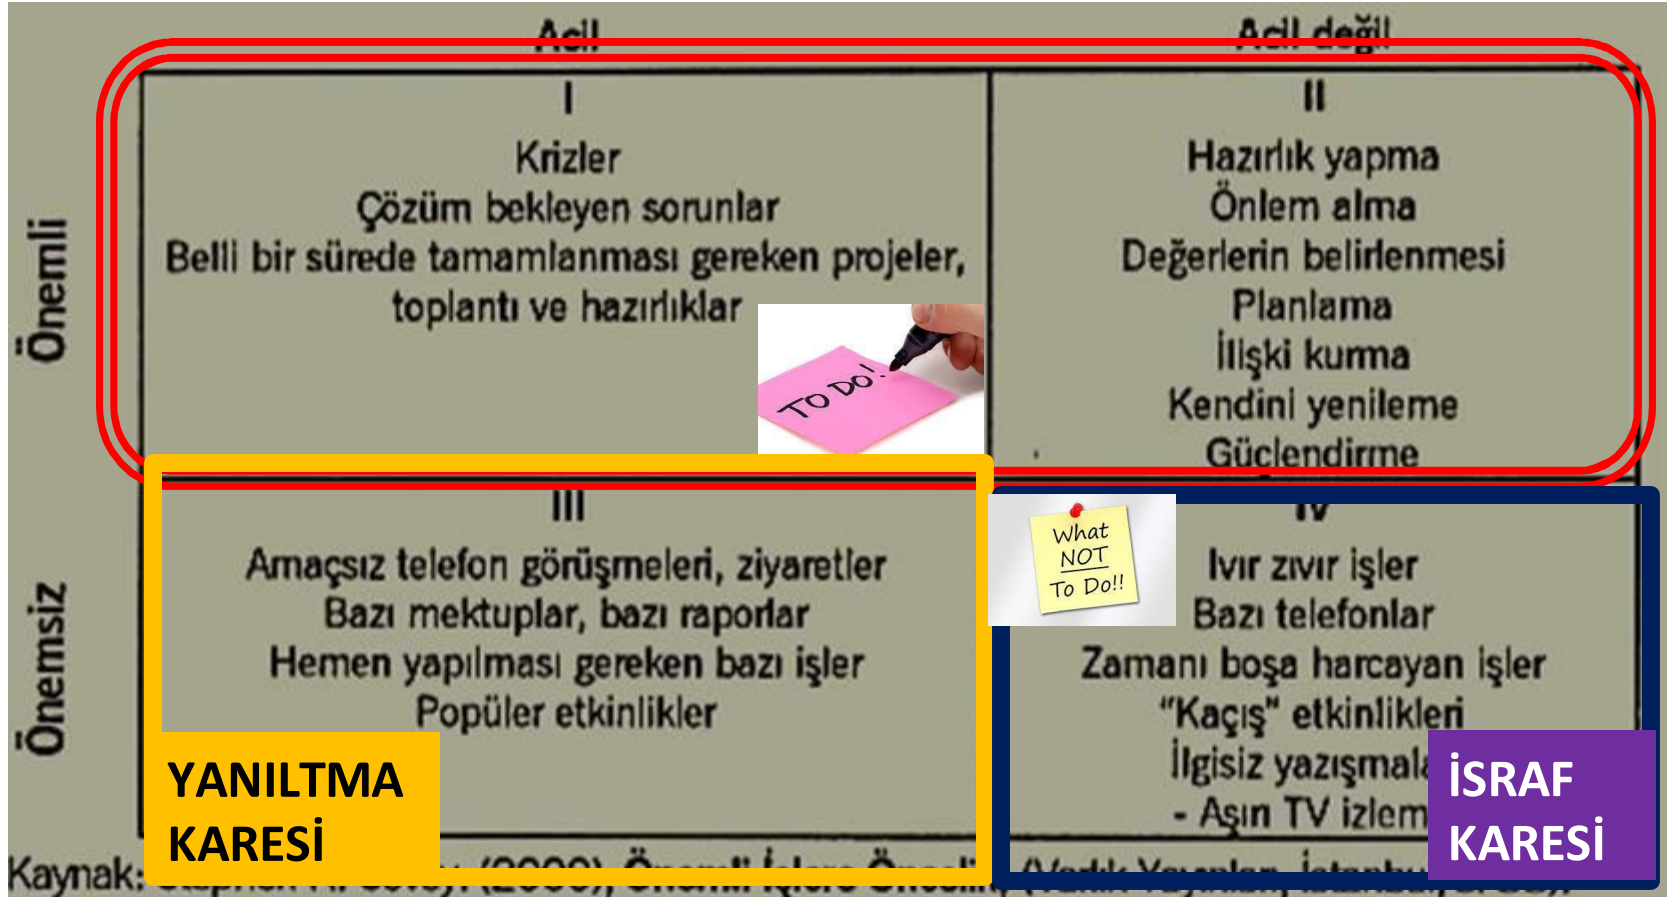 Acil
Acil değil
Önemli
I
Krizler
Çözüm bekleyen sorunlar
Belli bir sürede tamamlanması gereken projeler,
toplantı ve hazırlıklar
TO DO!
II
Hazırlık yapma
Önlem alma
Değerlerin belirlenmesi
Planlama
İlişki kurma
Kendini yenileme
Güçlendirme
Önemsiz
III
Amaçsız telefon görüşmeleri, ziyaretler
Bazı mektuplar, bazı raporlar
Hemen yapılması gereken bazı işler
Popüler etkinlikler
YANILTMA
KARESİ
What
NOT
To Do!!
IV
Ivır zıvır işler
Bazı telefonlar
Zamanı boşa harcayan işler
"Kaçış" etkinlikleri
İlgisiz yazışmala
- Aşırı TV izlem
İSRAF
KARESİ
Kaynak: Önemli İşlere Öncelik